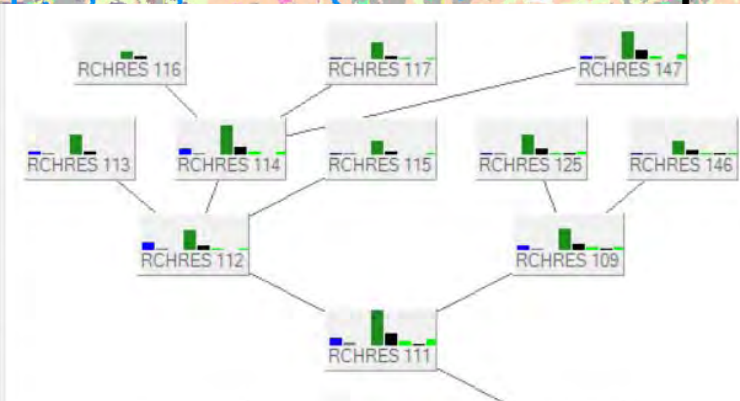 RCHRES 116
RCHRES 117
RCHRES 147
RCHRES 113
RCHRES 114
RCHRES 115
RCHRES 125
RCHRES 146
RCHRES 112
RCHRES 109
RCHRES 111